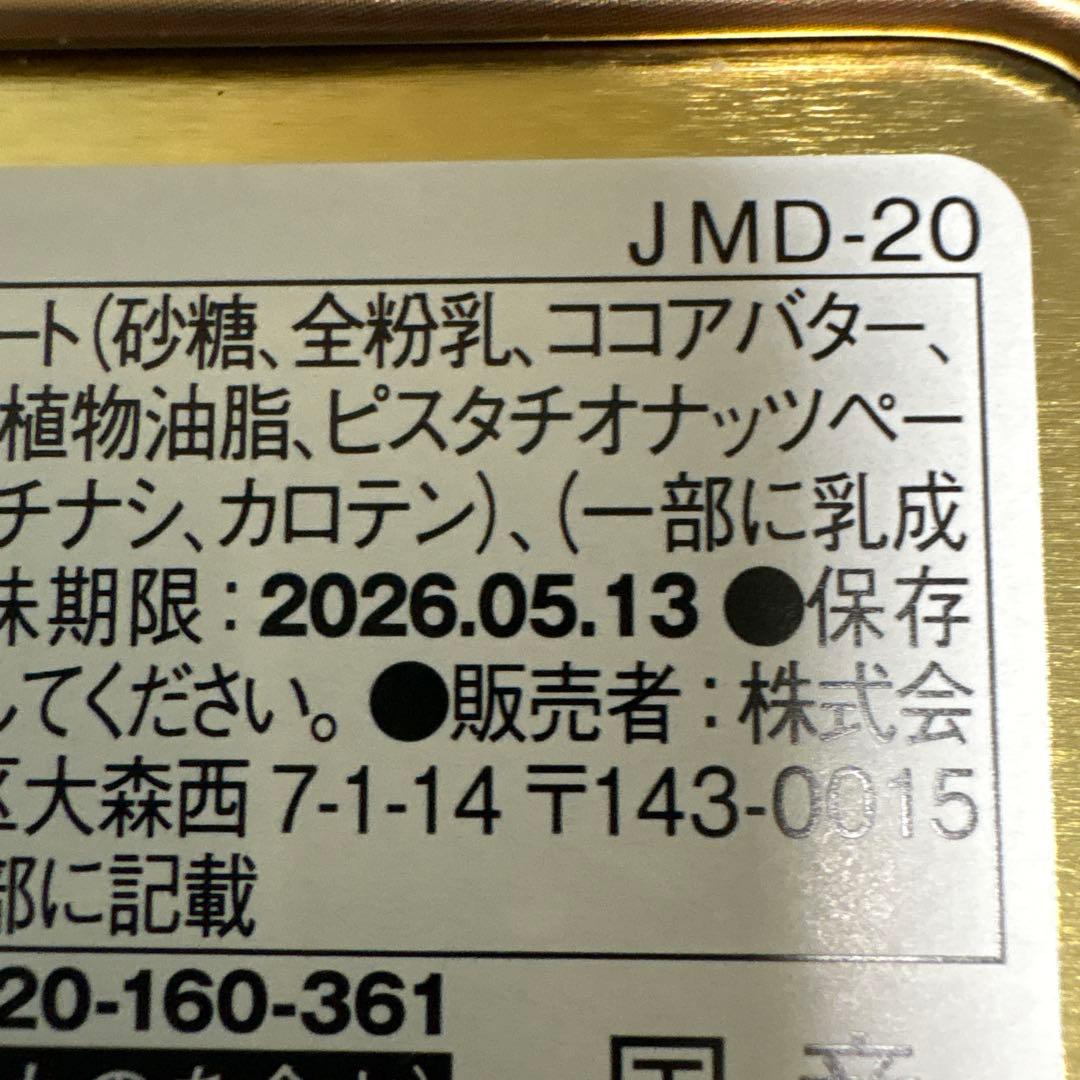 JMD-20
ート(砂糖、全粉乳、ココアバター、
植物油脂、ピスタチオナッツペー
チナシ、カロテン)、(一部に乳成
味期限：2026.05.13 ●保存
してください。●販売者：株式会
区大森西 7-1-14 〒143-0015
部に記載
20-160-361